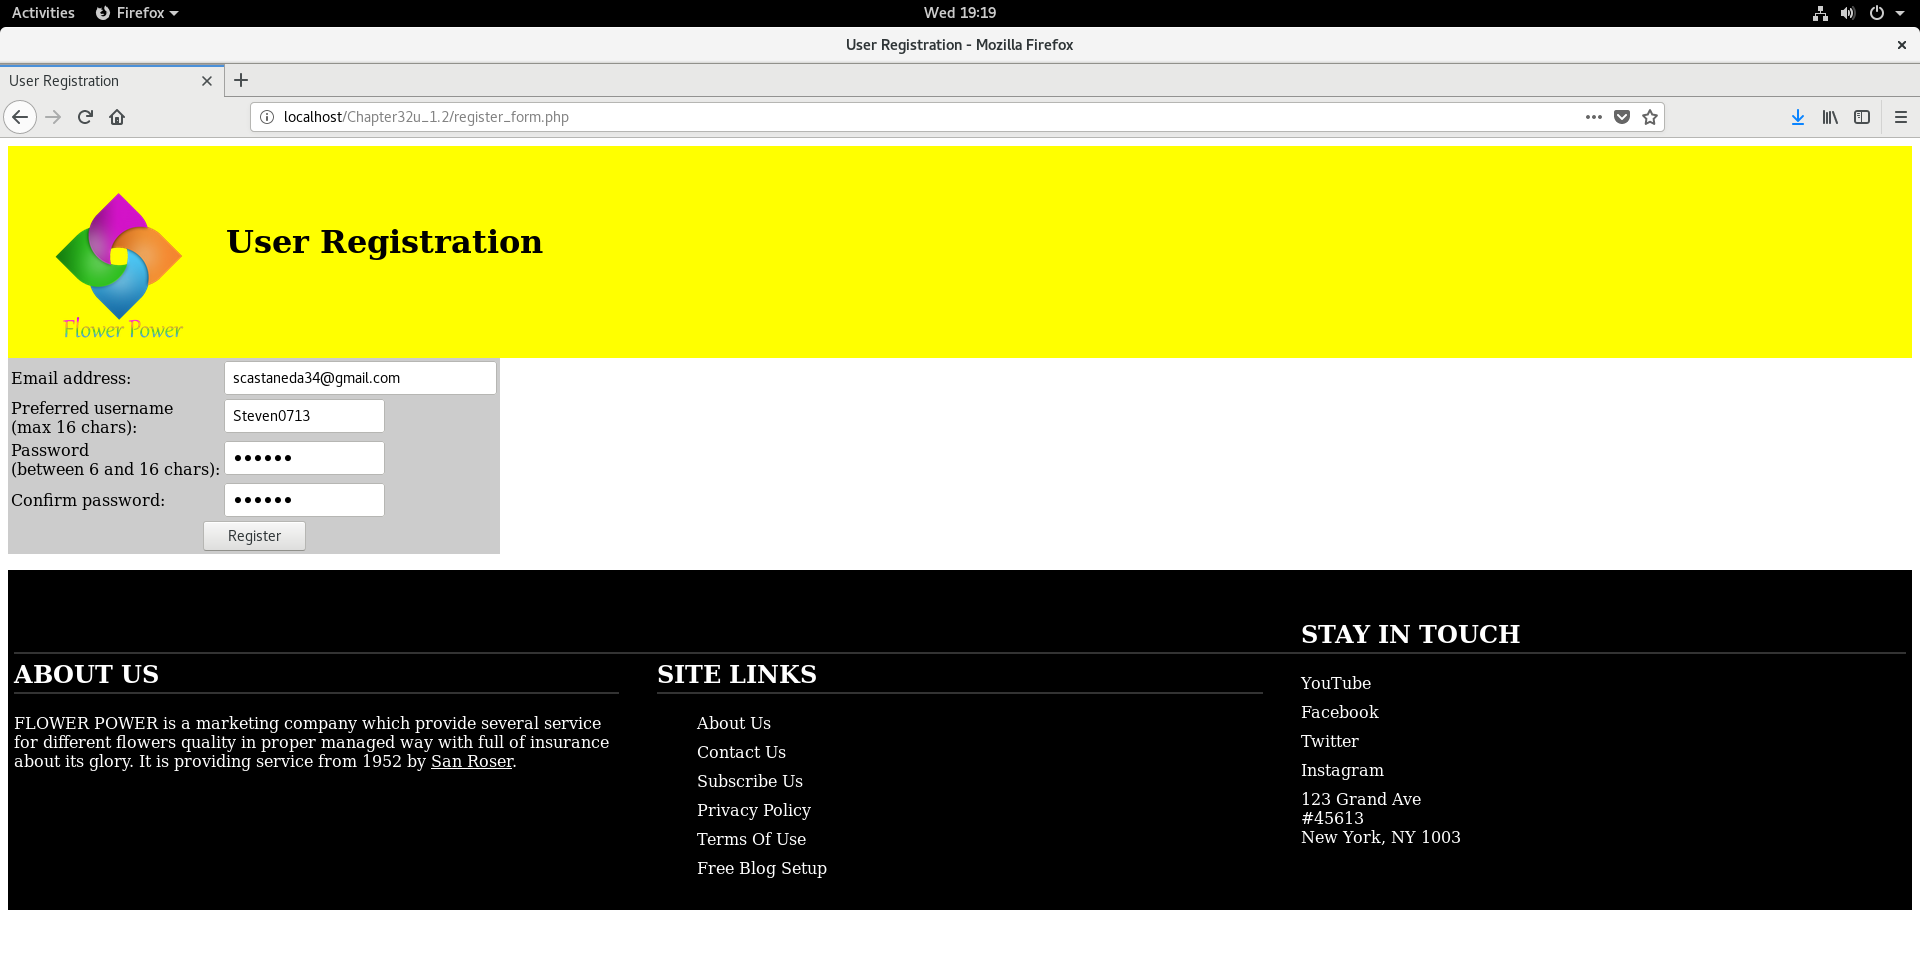 Activities Firefox Wed 19:19
User Registration - Mozilla Firefox
User Registration
localhost/Chapter32u_1.2/register_form.php
User Registration
Flower Power
Email address: scastaneda34@gmail.com
Preferred username
(max 16 chars): Steven0713
Password
(between 6 and 16 chars): ••••••
Confirm password: ••••••
Register
STAY IN TOUCH
ABOUT US
FLOWER POWER is a marketing company which provide several service
for different flowers quality in proper managed way with full of insurance
about its glory. It is providing service from 1952 by San Roser.
SITE LINKS
About Us
Contact Us
Subscribe Us
Privacy Policy
Terms Of Use
Free Blog Setup
YouTube
Facebook
Twitter
Instagram
123 Grand Ave
#45613
New York, NY 1003